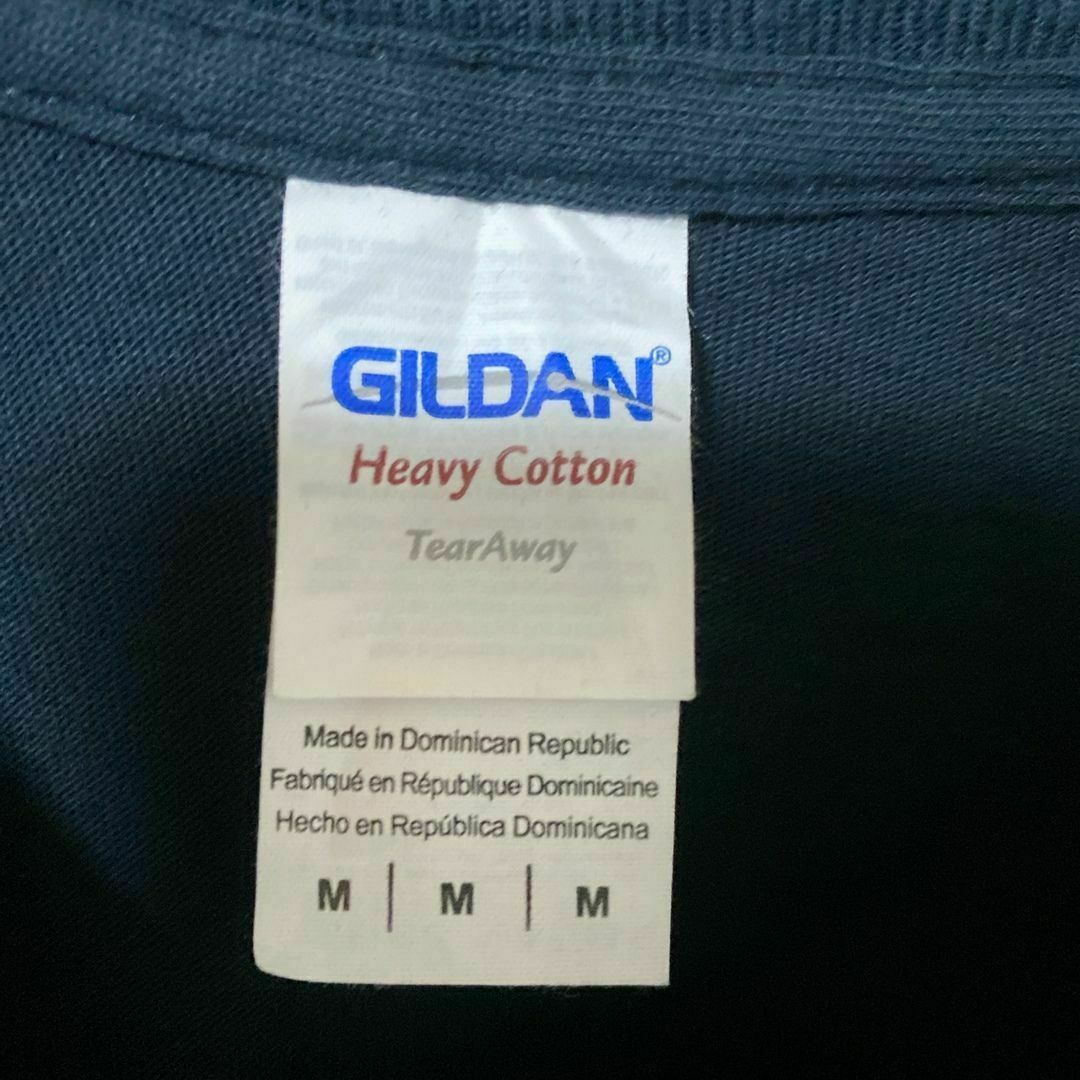 GILDAN®
Heavy Cotton
TearAway
Made in Dominican Republic
Fabriqué en République Dominicaine
Hecho en República Dominicana
M | M | M